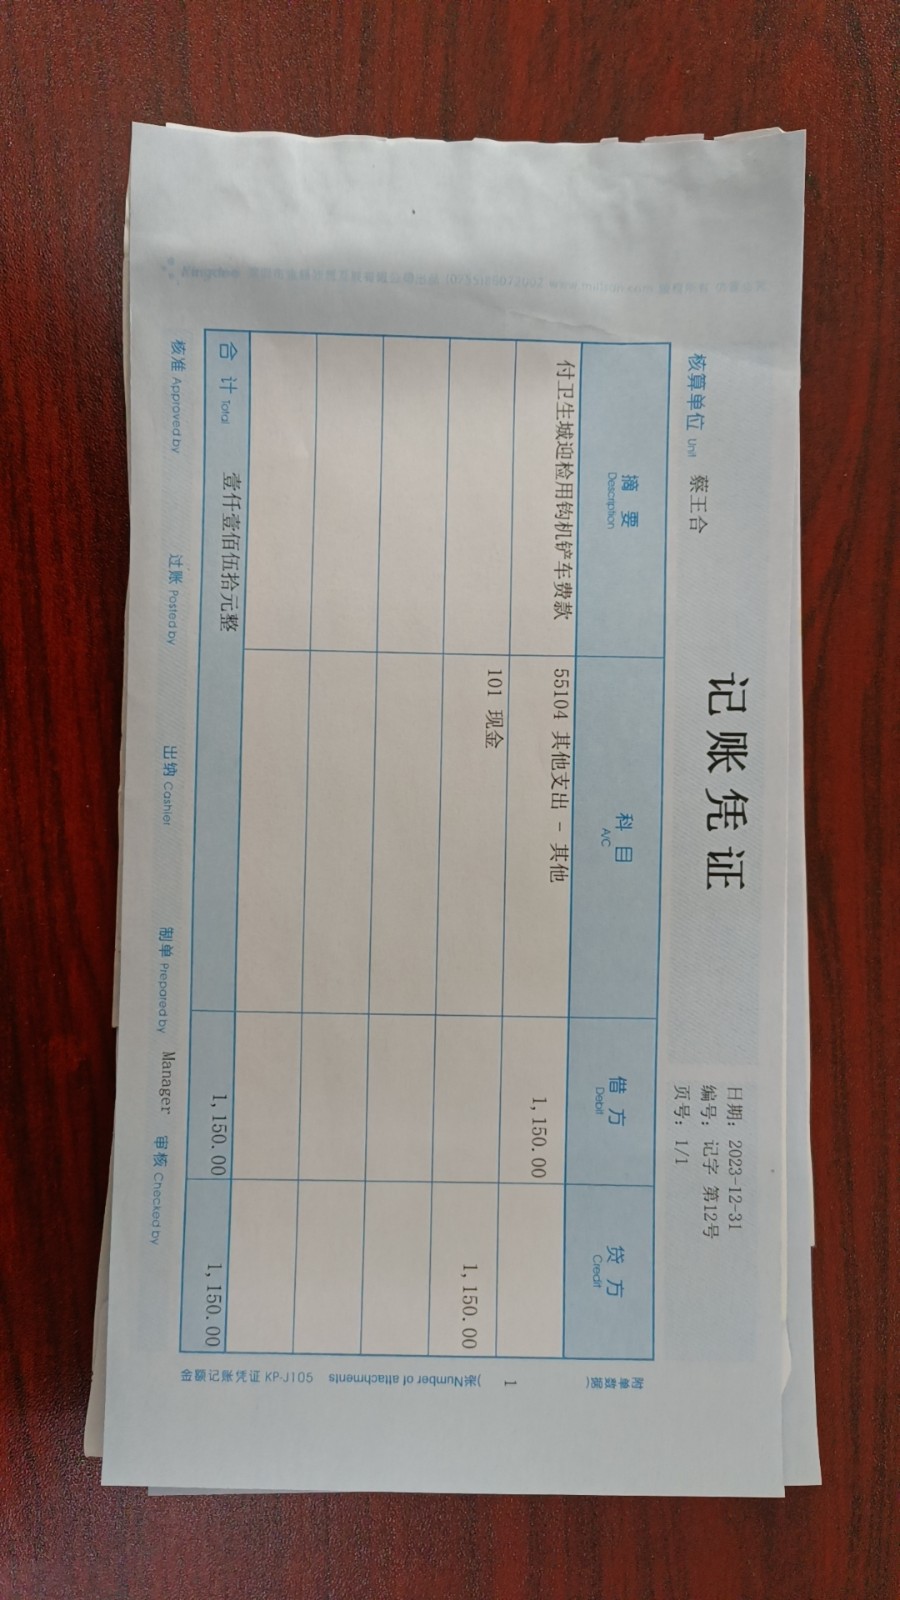 记账凭证
日期：2023-12-31
编号：记字 第12号
页号：1/1
核算单位 Unit 蔡王合
摘要 科目 借方 贷方
Description A/C Debit Credit
付卫生城迎检用钩机铲车费款 55104 其他支出 - 其他 1,150.00
101 现金 1,150.00
合计 Total 壹仟壹佰伍拾元整 1,150.00 1,150.00
核准 Approved by 过账 Posted by 出纳 Cashier 制单 Prepared by Manager 审核 Checked by
附单据数( 1 )张 Number of attachments
记账凭证 KP-J105
Kingdee